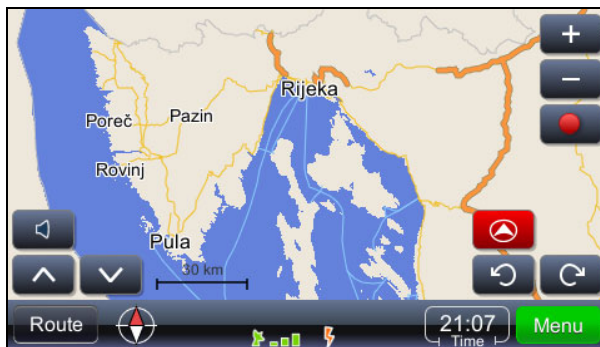 +
Rijeka
−
Poreč
Pazin
Rovinj
Pula
30 km
Route
21:07
Time
Menu